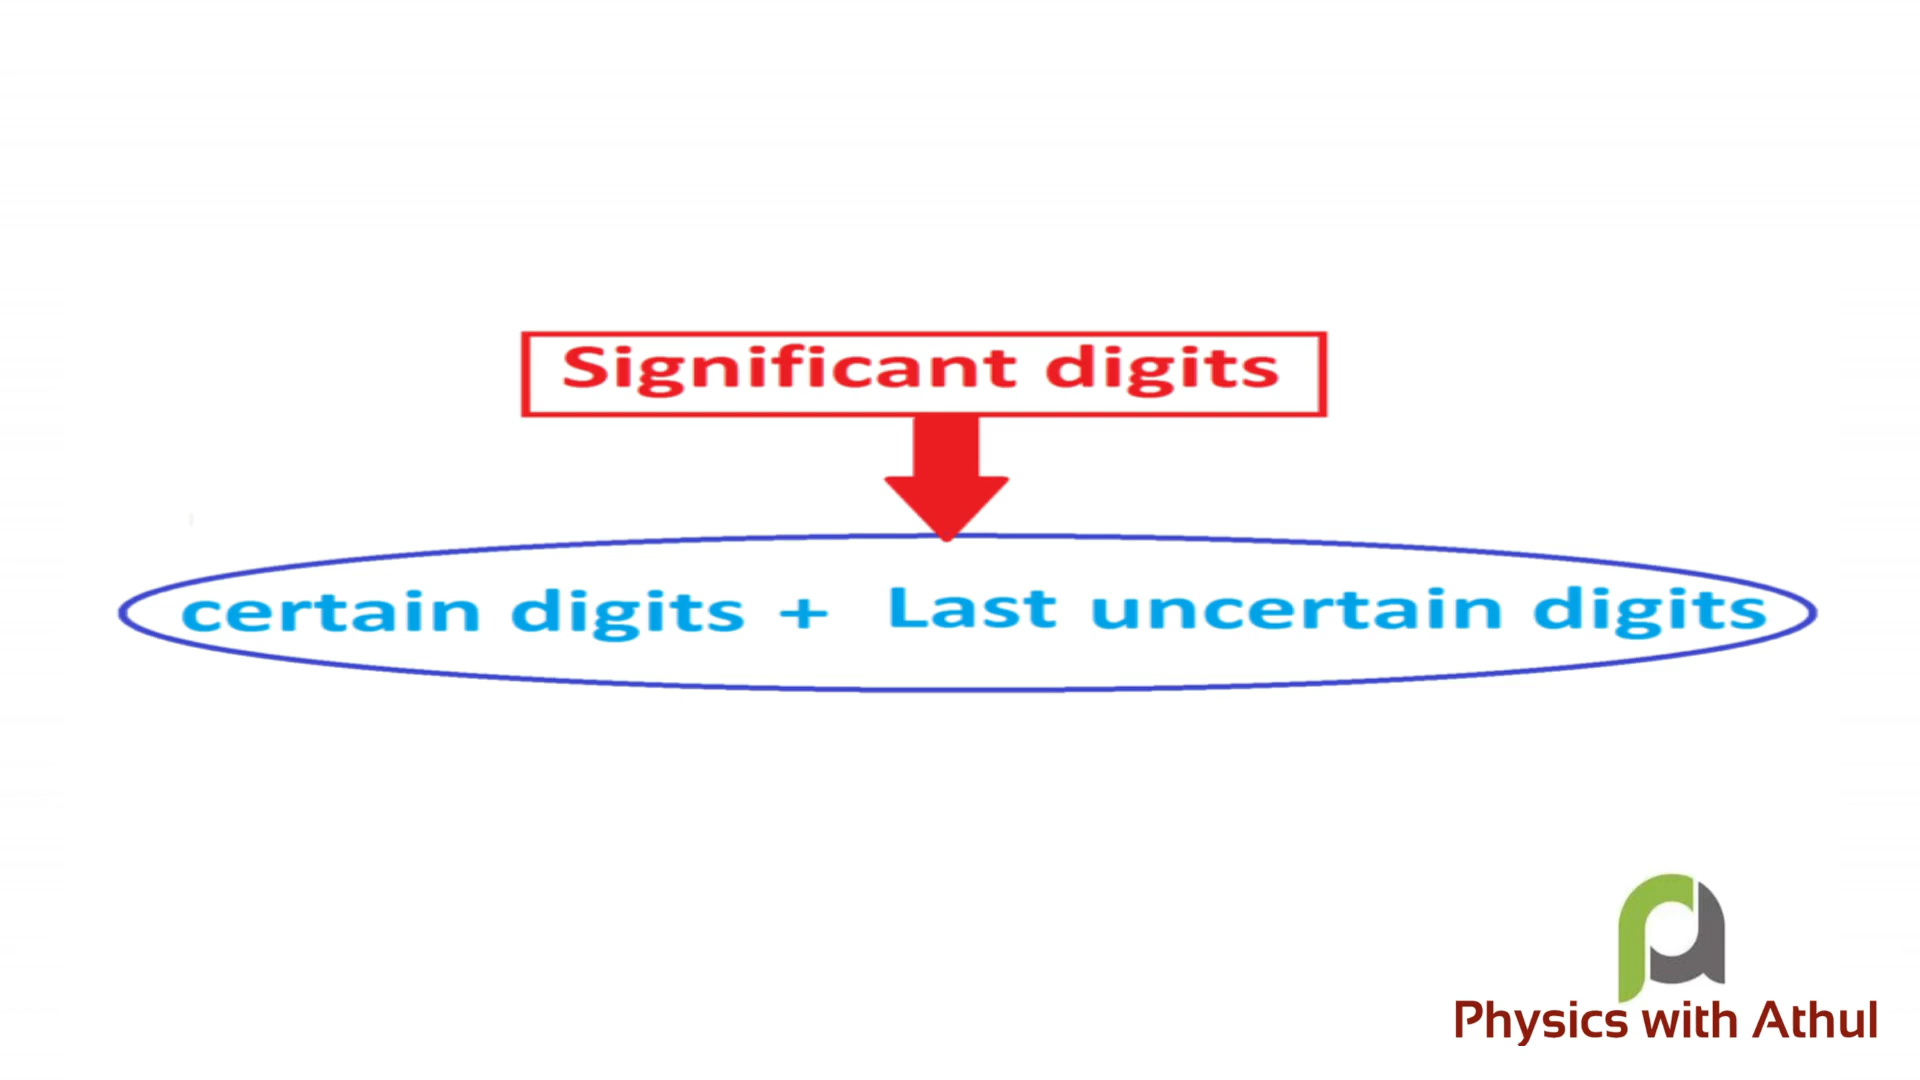 Significant digits
certain digits + Last uncertain digits
Physics with Athul